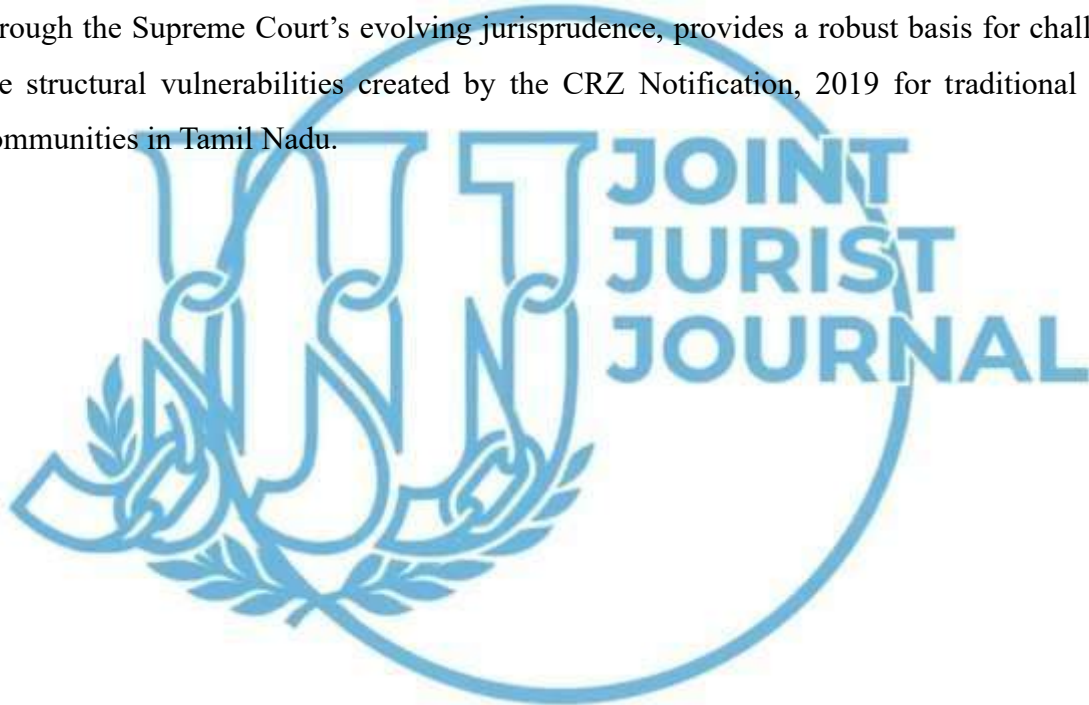 rough the Supreme Court’s evolving jurisprudence, provides a robust basis for chall
e structural vulnerabilities created by the CRZ Notification, 2019 for traditional
ommunities in Tamil Nadu.
JOINT
JURIST
JOURNAL